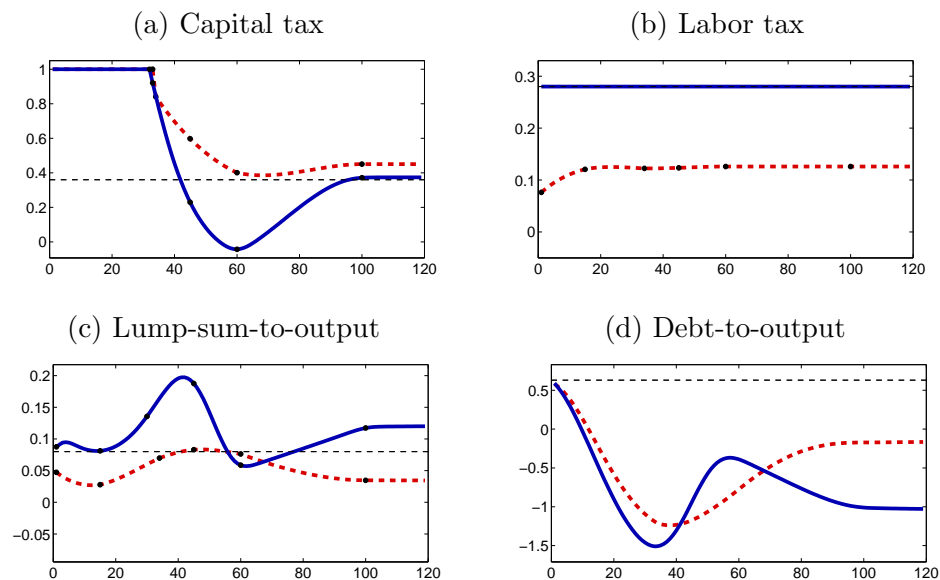 (a) Capital tax
(b) Labor tax
1
0.8
0.6
0.4
0.2
0
0 20 40 60 80 100 120
0.3
0.2
0.1
0
0 20 40 60 80 100 120
(c) Lump-sum-to-output
(d) Debt-to-output
0.2
0.15
0.1
0.05
0
−0.05
0 20 40 60 80 100 120
0.5
0
−0.5
−1
−1.5
0 20 40 60 80 100 120